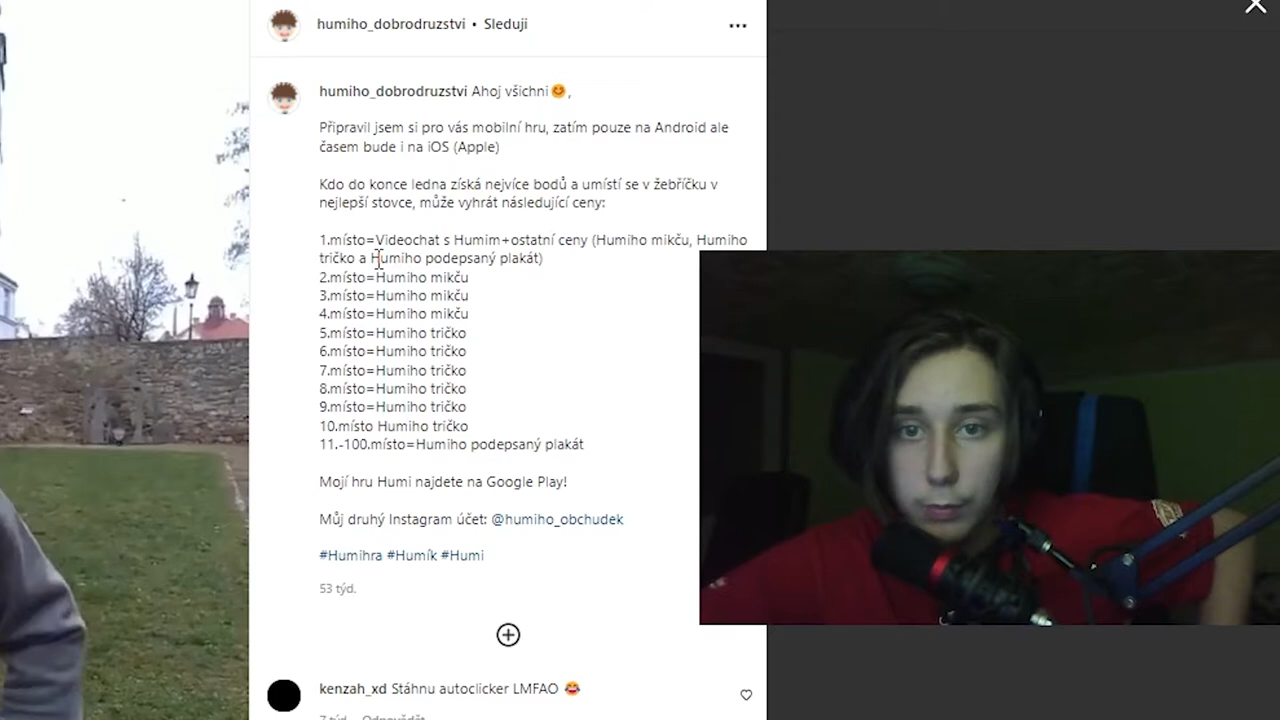 humiho_dobrodruzstvi • Sleduji
humiho_dobrodruzstvi Ahoj všichni😊,
Připravil jsem si pro vás mobilní hru, zatím pouze na Android ale
časem bude i na iOS (Apple)
Kdo do konce ledna získá nejvíce bodů a umístí se v žebříčku v
nejlepší stovce, může vyhrát následující ceny:
1.místo=Videochat s Humim+ostatní ceny (Humiho mikču, Humiho
tričko a Humiho podepsaný plakát)
2.místo=Humiho mikču
3.místo=Humiho mikču
4.místo=Humiho mikču
5.místo=Humiho tričko
6.místo=Humiho tričko
7.místo=Humiho tričko
8.místo=Humiho tričko
9.místo=Humiho tričko
10.místo Humiho tričko
11.-100.místo=Humiho podepsaný plakát
Mojí hru Humi najdete na Google Play!
Můj druhý Instagram účet: @humiho_obchudek
#Humihra #Humík #Humi
53 týd.
kenzah_xd Stáhnu autoclicker LMFAO 😂
7 týd. Odpovědět